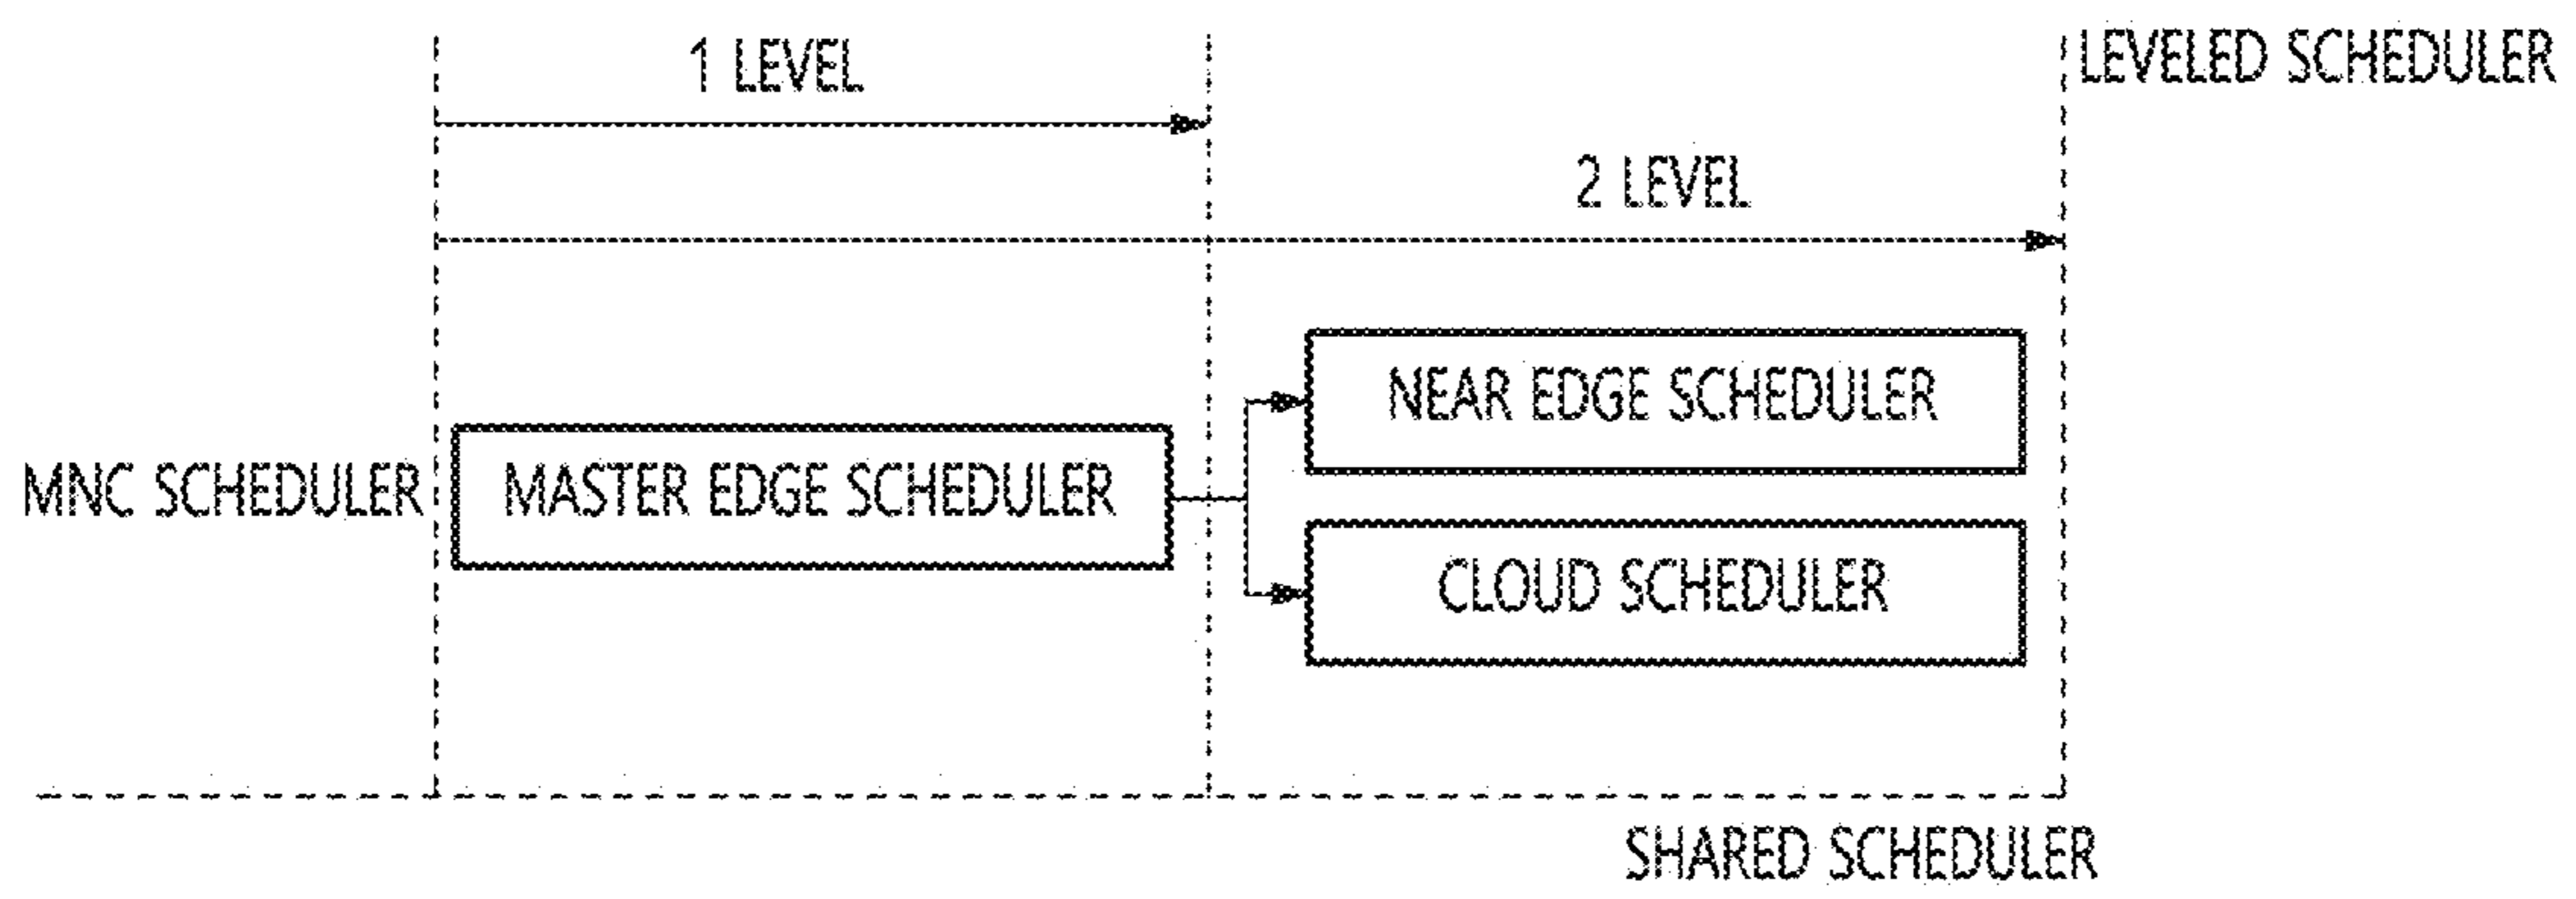 LEVELED SCHEDULER
1 LEVEL
2 LEVEL
NEAR EDGE SCHEDULER
MNC SCHEDULER
MASTER EDGE SCHEDULER
CLOUD SCHEDULER
SHARED SCHEDULER